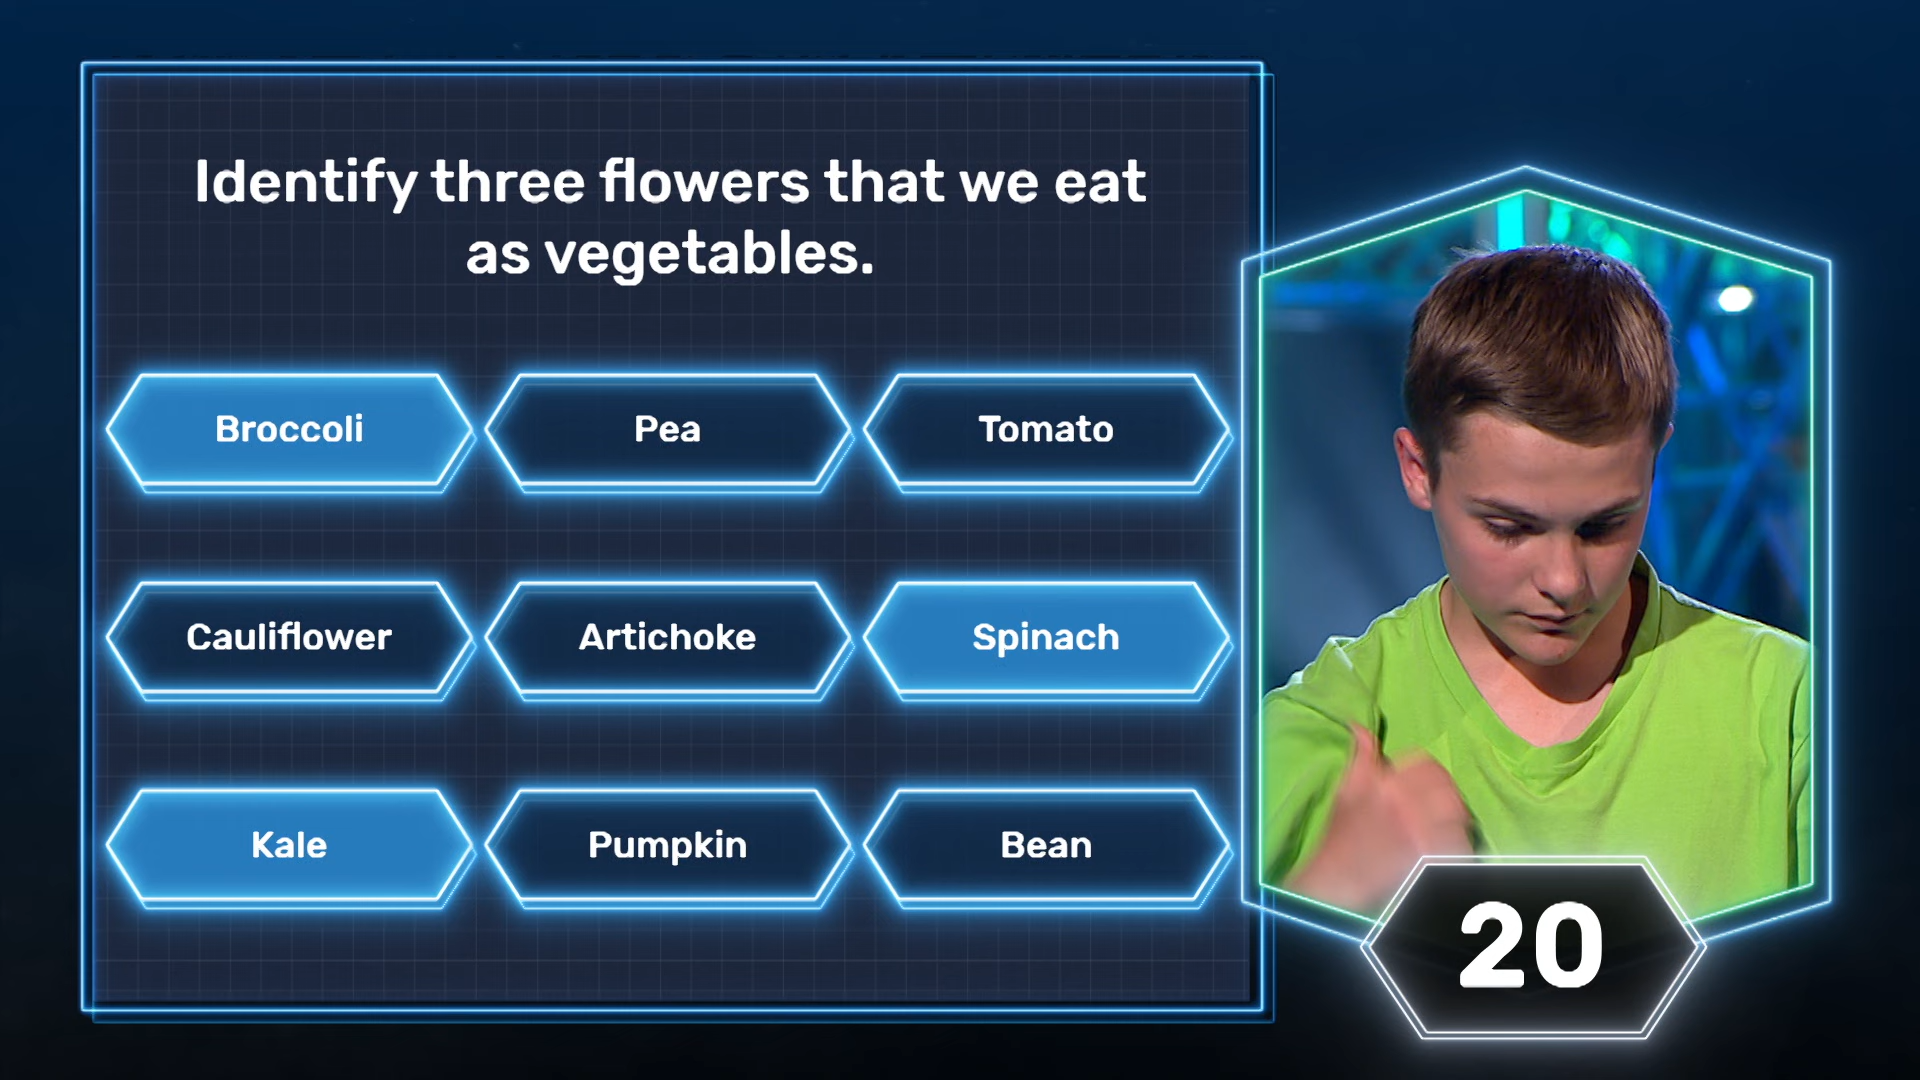 Identify three flowers that we eat
as vegetables.
Broccoli
Pea
Tomato
Cauliflower
Artichoke
Spinach
Kale
Pumpkin
Bean
20